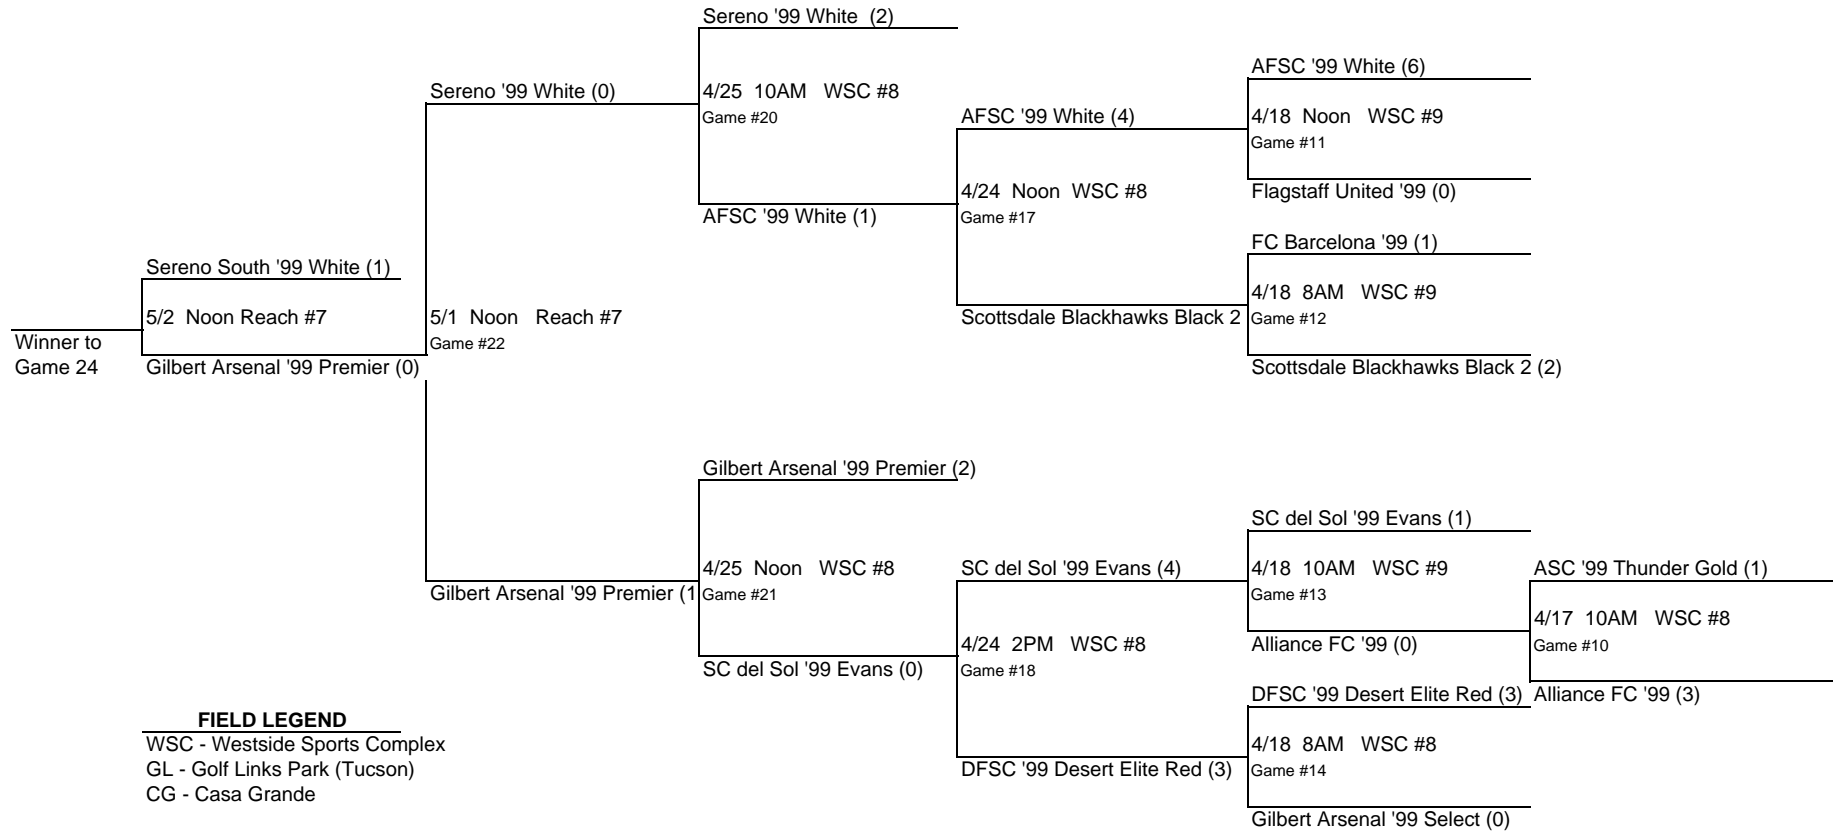 Sereno '99 White (2)
AFSC '99 White (6)
Sereno '99 White (0)
4/25 10AM WSC #8
Game #20
AFSC '99 White (4)
4/18 Noon WSC #9
Game #11
4/24 Noon WSC #8
Game #17
Flagstaff United '99 (0)
AFSC '99 White (1)
FC Barcelona '99 (1)
Sereno South '99 White (1)
4/18 8AM WSC #9
Game #12
5/2 Noon Reach #7
5/1 Noon Reach #7
Game #22
Scottsdale Blackhawks Black 2
Winner to
Game 24
Gilbert Arsenal '99 Premier (0)
Scottsdale Blackhawks Black 2 (2)
Gilbert Arsenal '99 Premier (2)
SC del Sol '99 Evans (1)
4/25 Noon WSC #8
Game #21
SC del Sol '99 Evans (4)
4/18 10AM WSC #9
Game #13
ASC '99 Thunder Gold (1)
Gilbert Arsenal '99 Premier (1
4/17 10AM WSC #8
Game #10
4/24 2PM WSC #8
Game #18
Alliance FC '99 (0)
SC del Sol '99 Evans (0)
DFSC '99 Desert Elite Red (3)
Alliance FC '99 (3)
FIELD LEGEND
WSC - Westside Sports Complex
GL - Golf Links Park (Tucson)
CG - Casa Grande
4/18 8AM WSC #8
Game #14
DFSC '99 Desert Elite Red (3)
Gilbert Arsenal '99 Select (0)